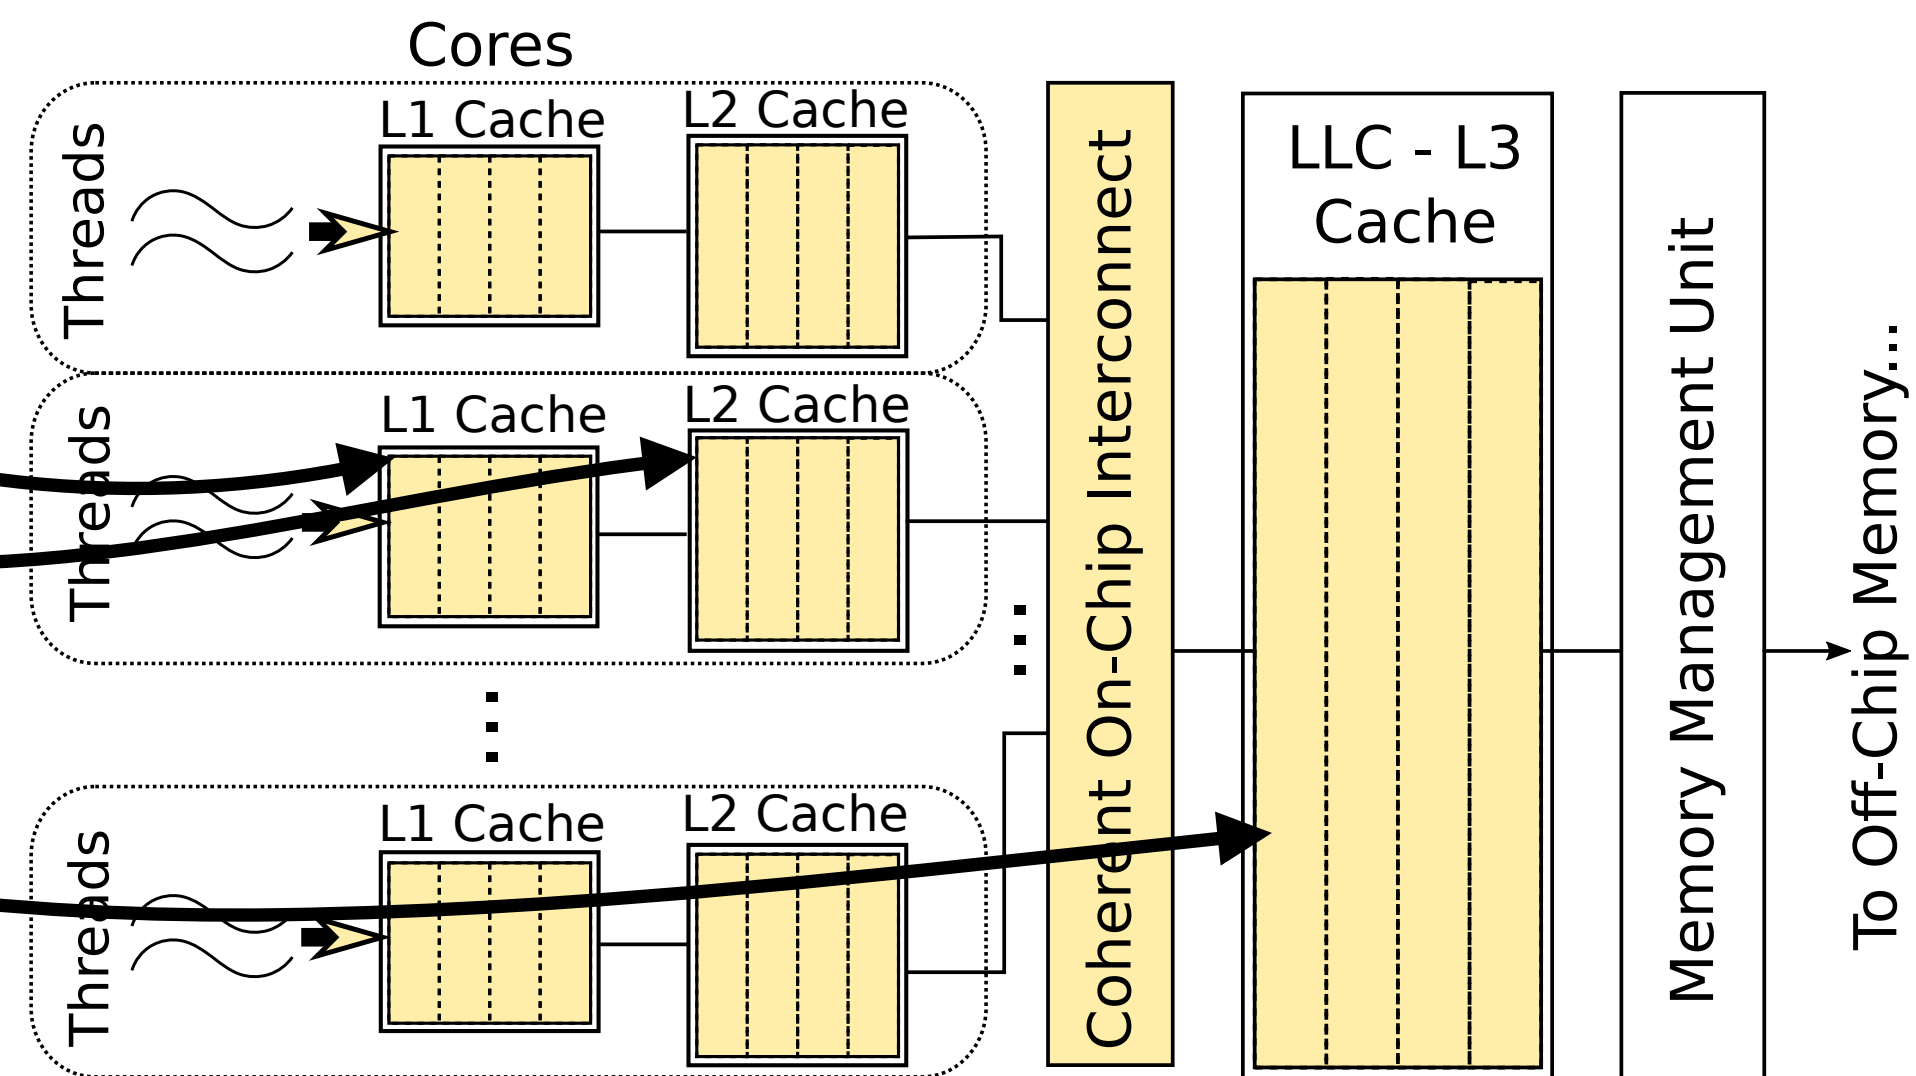 Cores
Threads
L1 Cache
L2 Cache
Threads
L1 Cache
L2 Cache
Threads
L1 Cache
L2 Cache
Coherent On-Chip Interconnect
LLC - L3
Cache
Memory Management Unit
To Off-Chip Memory...